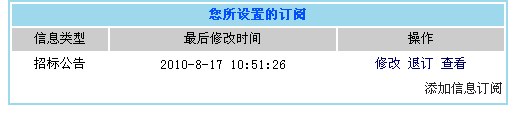 您所设置的订阅
信息类型 最后修改时间 操作
招标公告 2010-8-17 10:51:26 修改 退订 查看
添加信息订阅